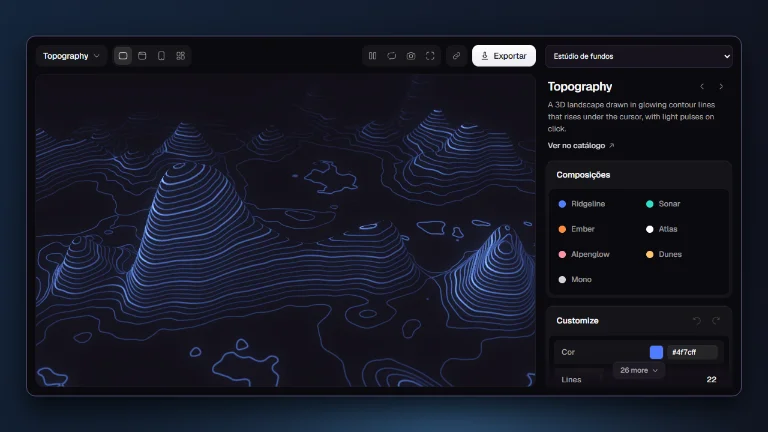 Topography
Exportar
Estúdio de fundos
Topography
A 3D landscape drawn in glowing contour lines
that rises under the cursor, with light pulses on
click.
Ver no catálogo ↗
Composições
Ridgeline
Sonar
Ember
Atlas
Alpenglow
Dunes
Mono
Customize
Cor
#4f7cff
26 more
Lines
22